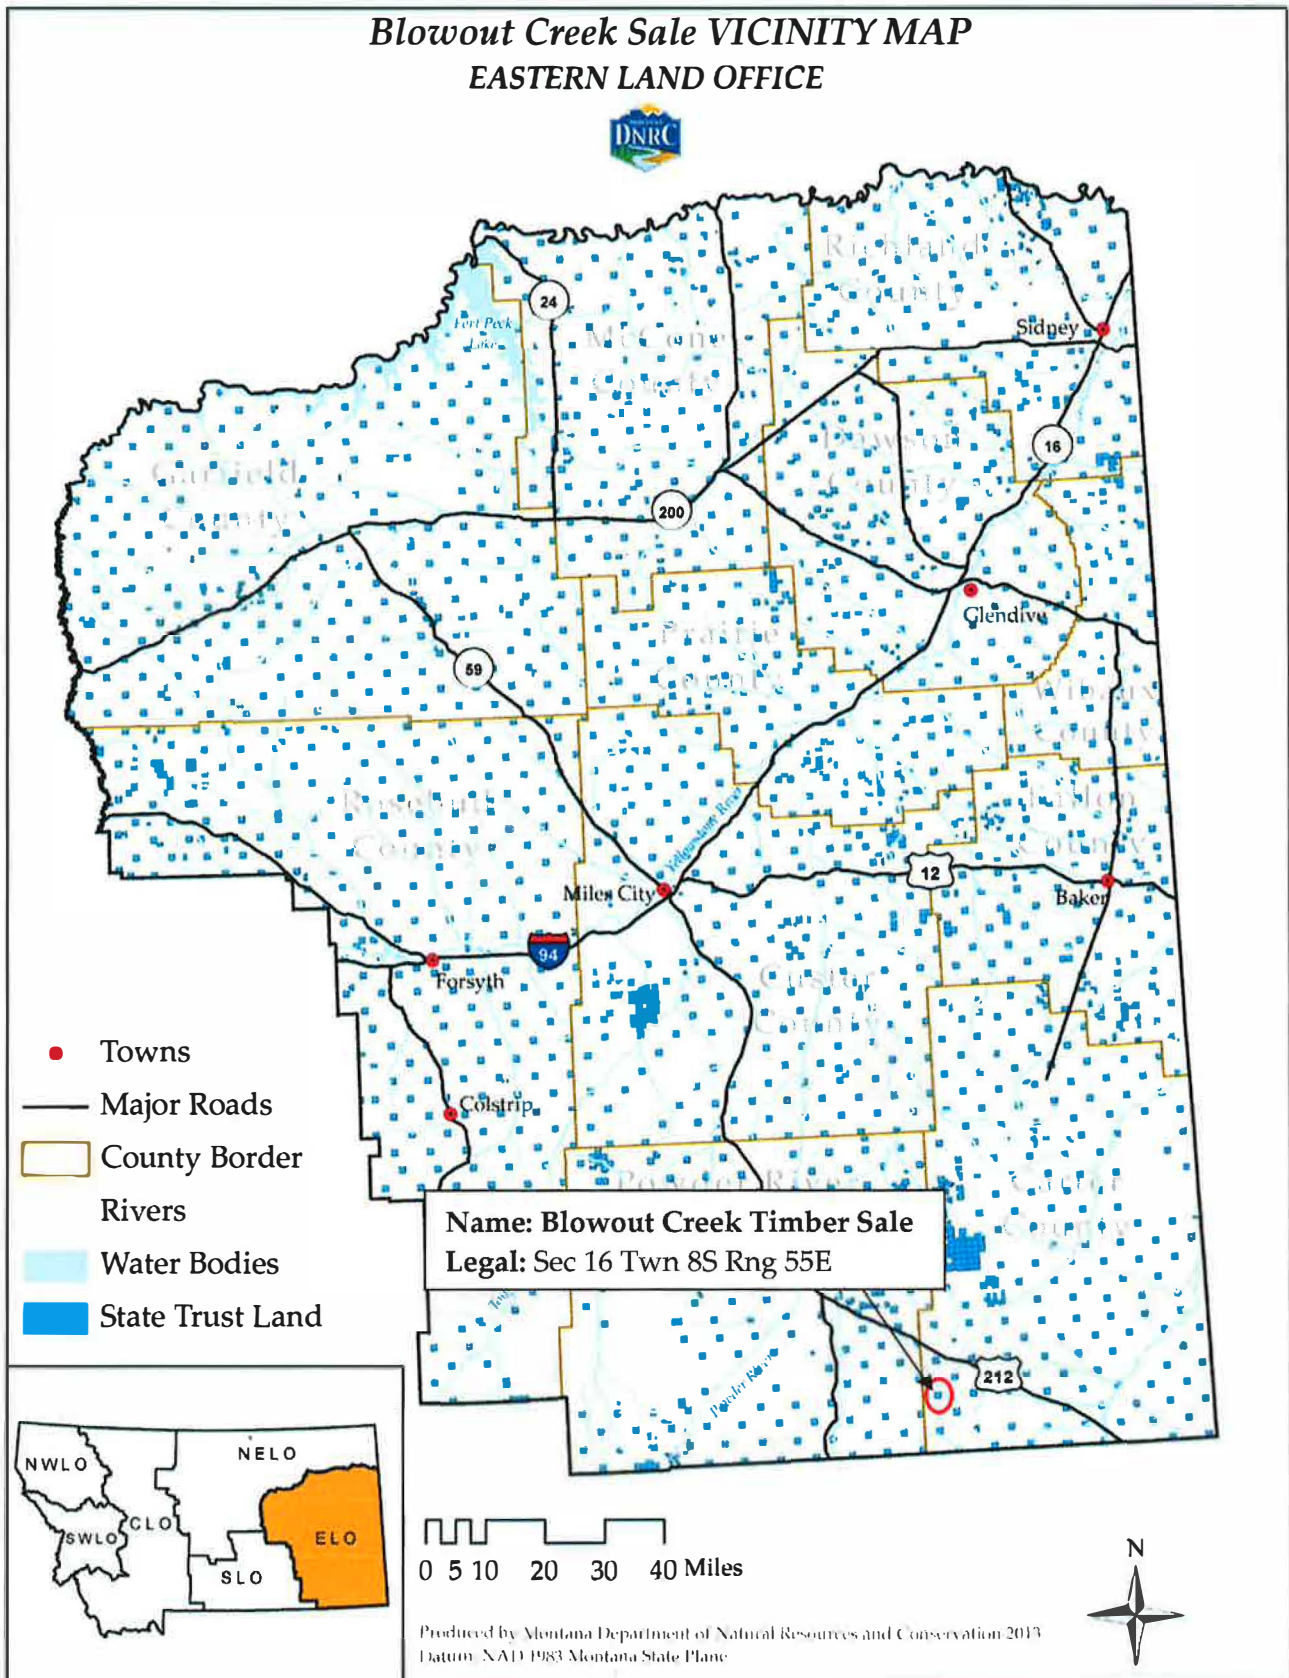 Blowout Creek Sale VICINITY MAP
EASTERN LAND OFFICE
DNRC
Richland
County
24
Fort Peck
Lake
Sidney
McCone
County
Dawson
County
16
Garfield
County
200
Glendive
Prairie
County
59
Wibaux
County
Rosebud
County
Fallon
County
Yellowstone River
12
Miles City
Baker
94
Forsyth
Custer
County
Towns
Major Roads
Colstrip
County Border
Powder River
Carter
County
Rivers
Name: Blowout Creek Timber Sale
Legal: Sec 16 Twn 8S Rng 55E
Water Bodies
State Trust Land
Powder River
212
NWLO
NELO
SWLO
CLO
ELO
SLO
0 5 10 20 30 40 Miles
N
Produced by Montana Department of Natural Resources and Conservation 2013
Datum NAD 1983 Montana State Plane